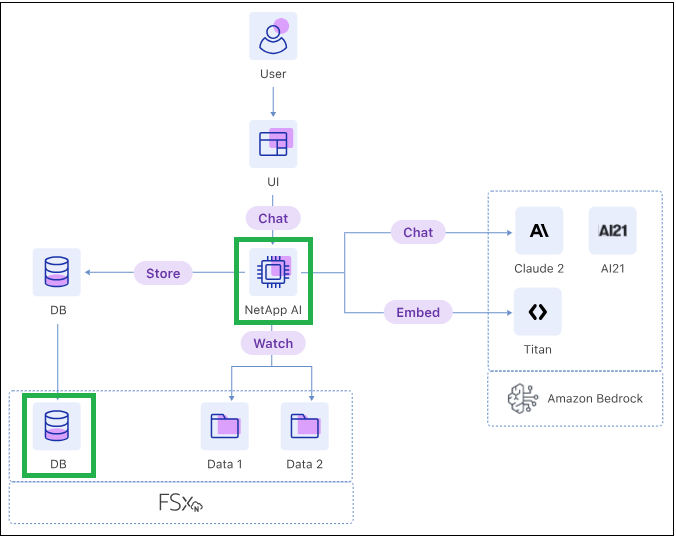 User
UI
Chat
Chat
Claude 2
AI21
AI21
Store
DB
NetApp AI
Embed
Titan
Watch
Amazon Bedrock
DB
Data 1
Data 2
FSx
N